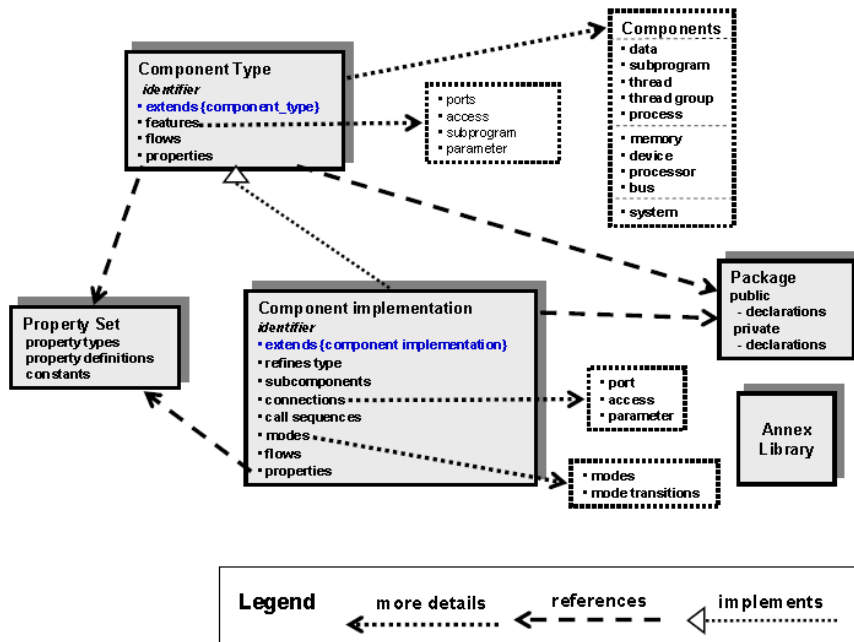 Components
▪ data
▪ subprogram
▪ thread
▪ thread group
▪ process
▪ memory
▪ device
▪ processor
▪ bus
▪ system
Component Type
identifier
▪ extends {component_type}
▪ features
▪ flows
▪ properties
▪ ports
▪ access
▪ subprogram
▪ parameter
Package
public
- declarations
private
- declarations
Property Set
property types
property definitions
constants
Component implementation
identifier
▪ extends {component implementation}
▪ refines type
▪ subcomponents
▪ connections
▪ call sequences
▪ modes
▪ flows
▪ properties
▪ port
▪ access
▪ parameter
Annex
Library
▪ modes
▪ mode transitions
Legend
more details
references
implements